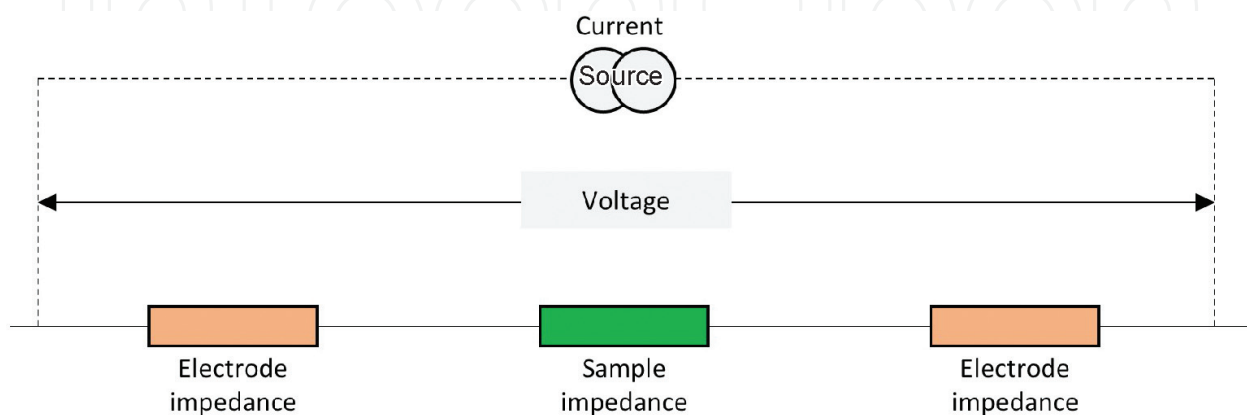 Current
Source
Voltage
Electrode
impedance
Sample
impedance
Electrode
impedance